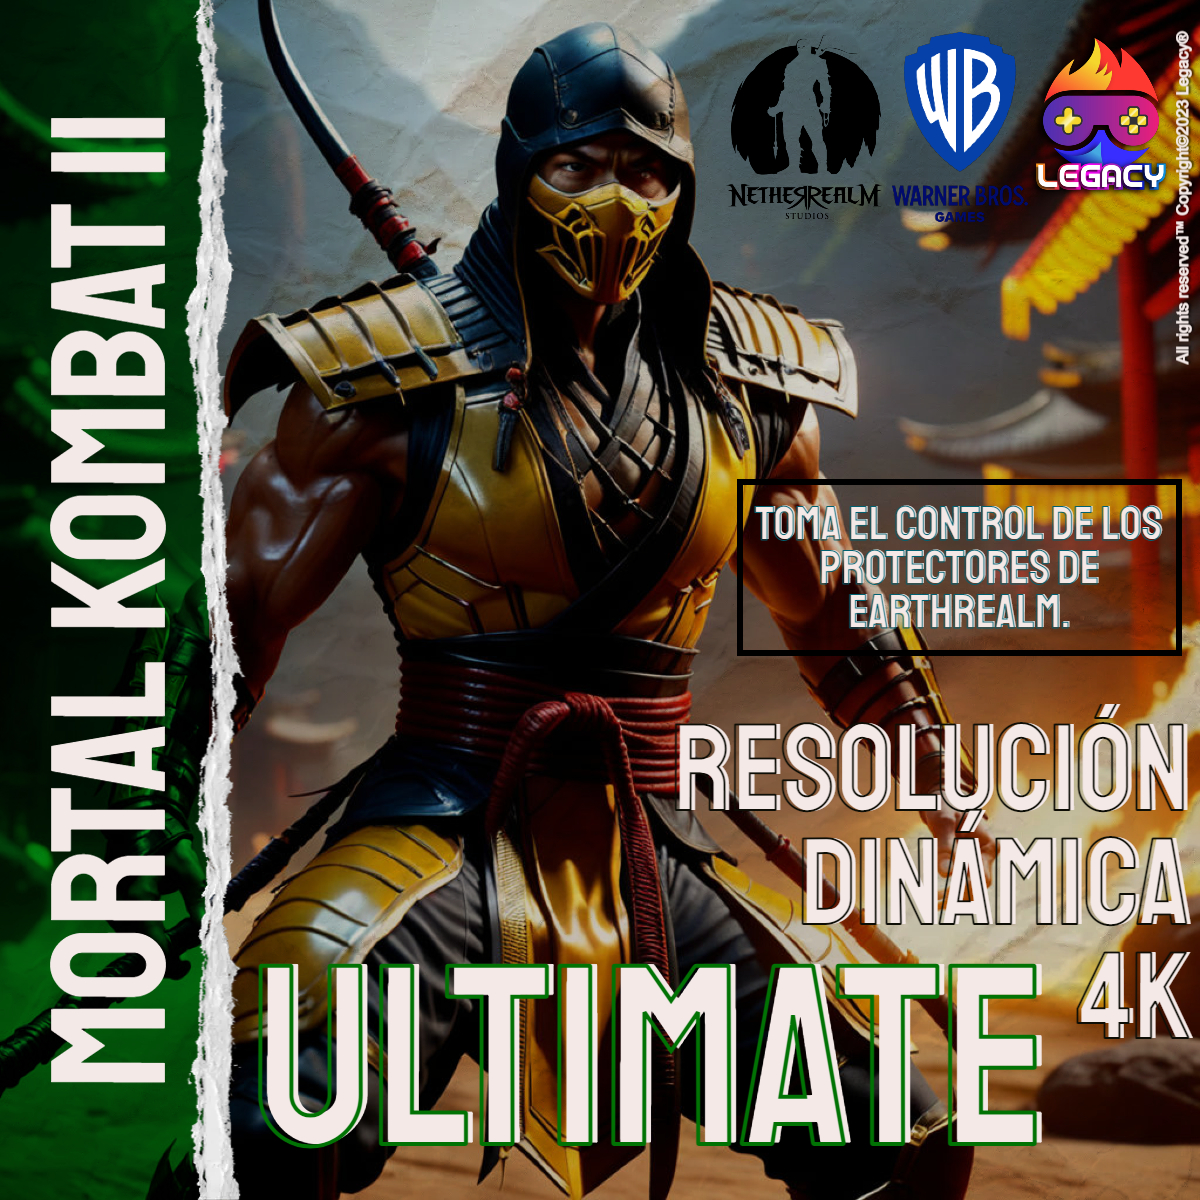 MORTAL KOMBAT II
NETHERREALM
STUDIOS
WB
WARNER BROS.
GAMES
LEGACY
All rights reserved™ Copyright©2023 Legacy®
TOMA EL CONTROL DE LOS
PROTECTORES DE
EARTHREALM.
RESOLUCIÓN
DINÁMICA
4K
ULTIMATE